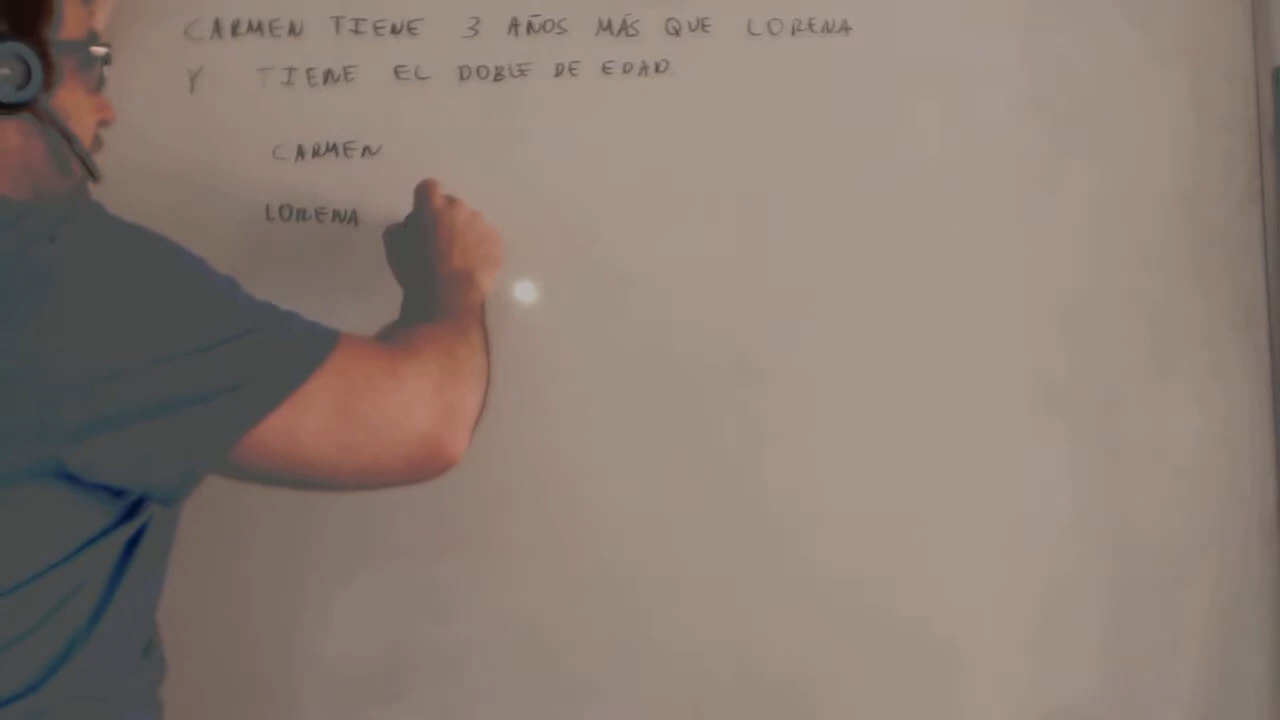 CARMEN TIENE 3 AÑOS MÁS QUE LORENA
Y TIENE EL DOBLE DE EDAD.
CARMEN
LORENA